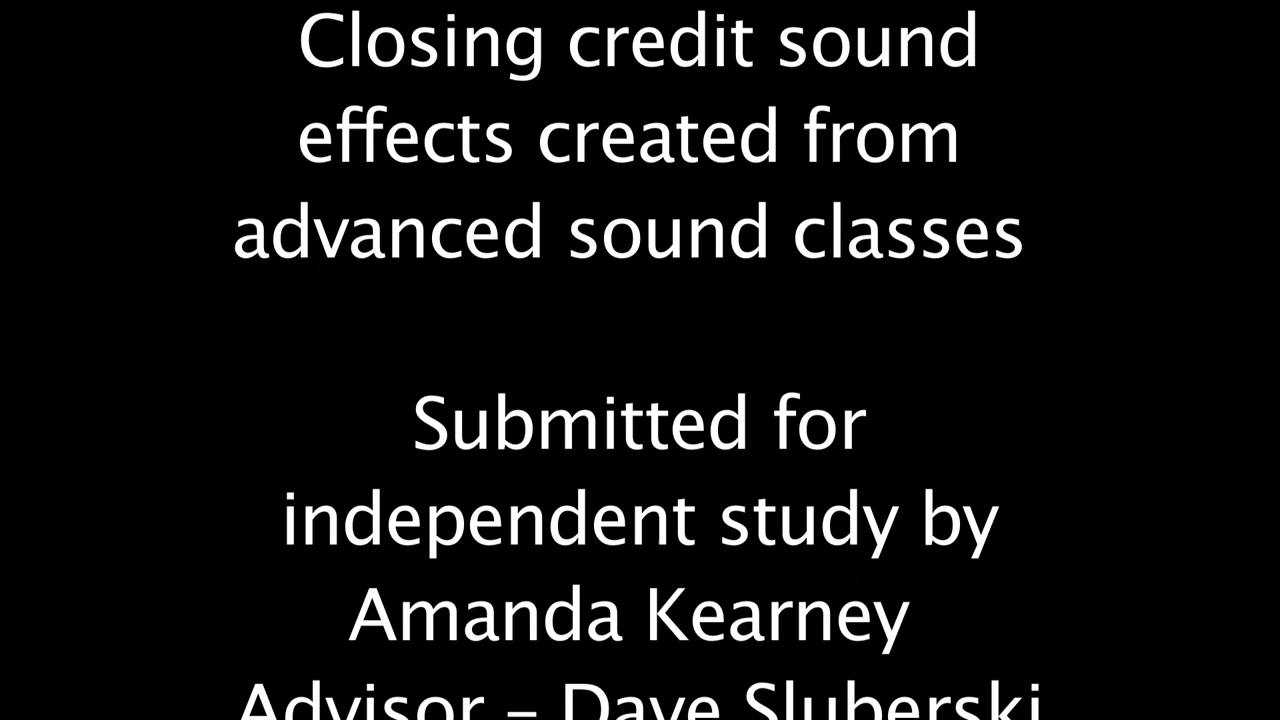 Closing credit sound
effects created from
advanced sound classes
Submitted for
independent study by
Amanda Kearney
Advisor – Dave Sluberski